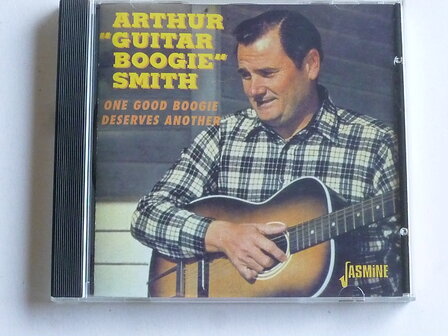 ARTHUR
"GUITAR
BOOGIE"
SMITH
ONE GOOD BOOGIE
DESERVES ANOTHER
JASMINE